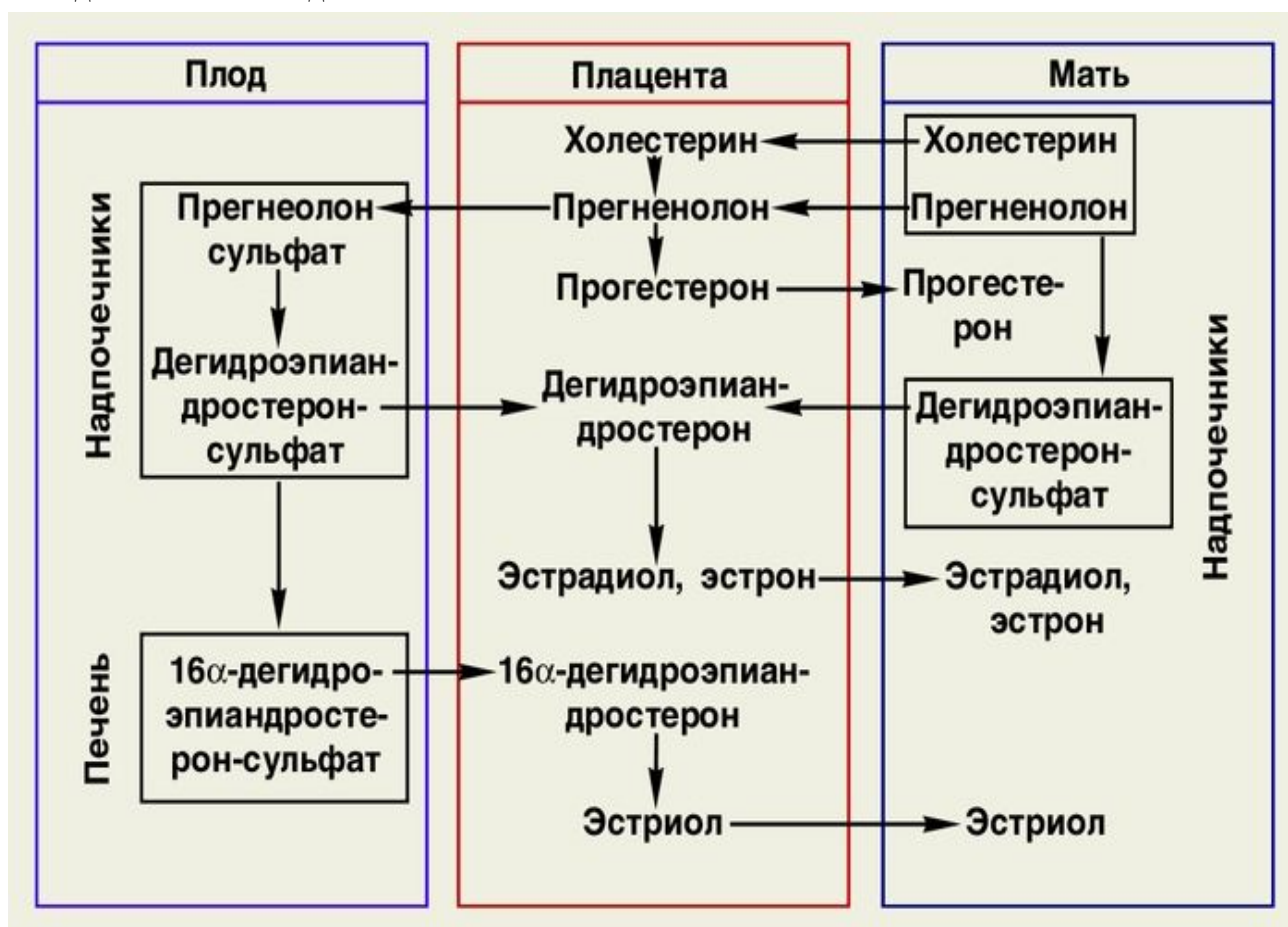 Плод
Надпочечники
Прегнеолон
сульфат
Дегидроэпиан-
дростерон-
сульфат
Печень
16α-дегидро-
эпиандросте-
рон-сульфат
Плацента
Холестерин
Прегненолон
Прогестерон
Дегидроэпиан-
дростерон
Эстрадиол, эстрон
16α-дегидроэпиан-
дростерон
Эстриол
Мать
Холестерин
Прегненолон
Прогесте-
рон
Дегидроэпиан-
дростерон-
сульфат
Надпочечники
Эстрадиол,
эстрон
Эстриол